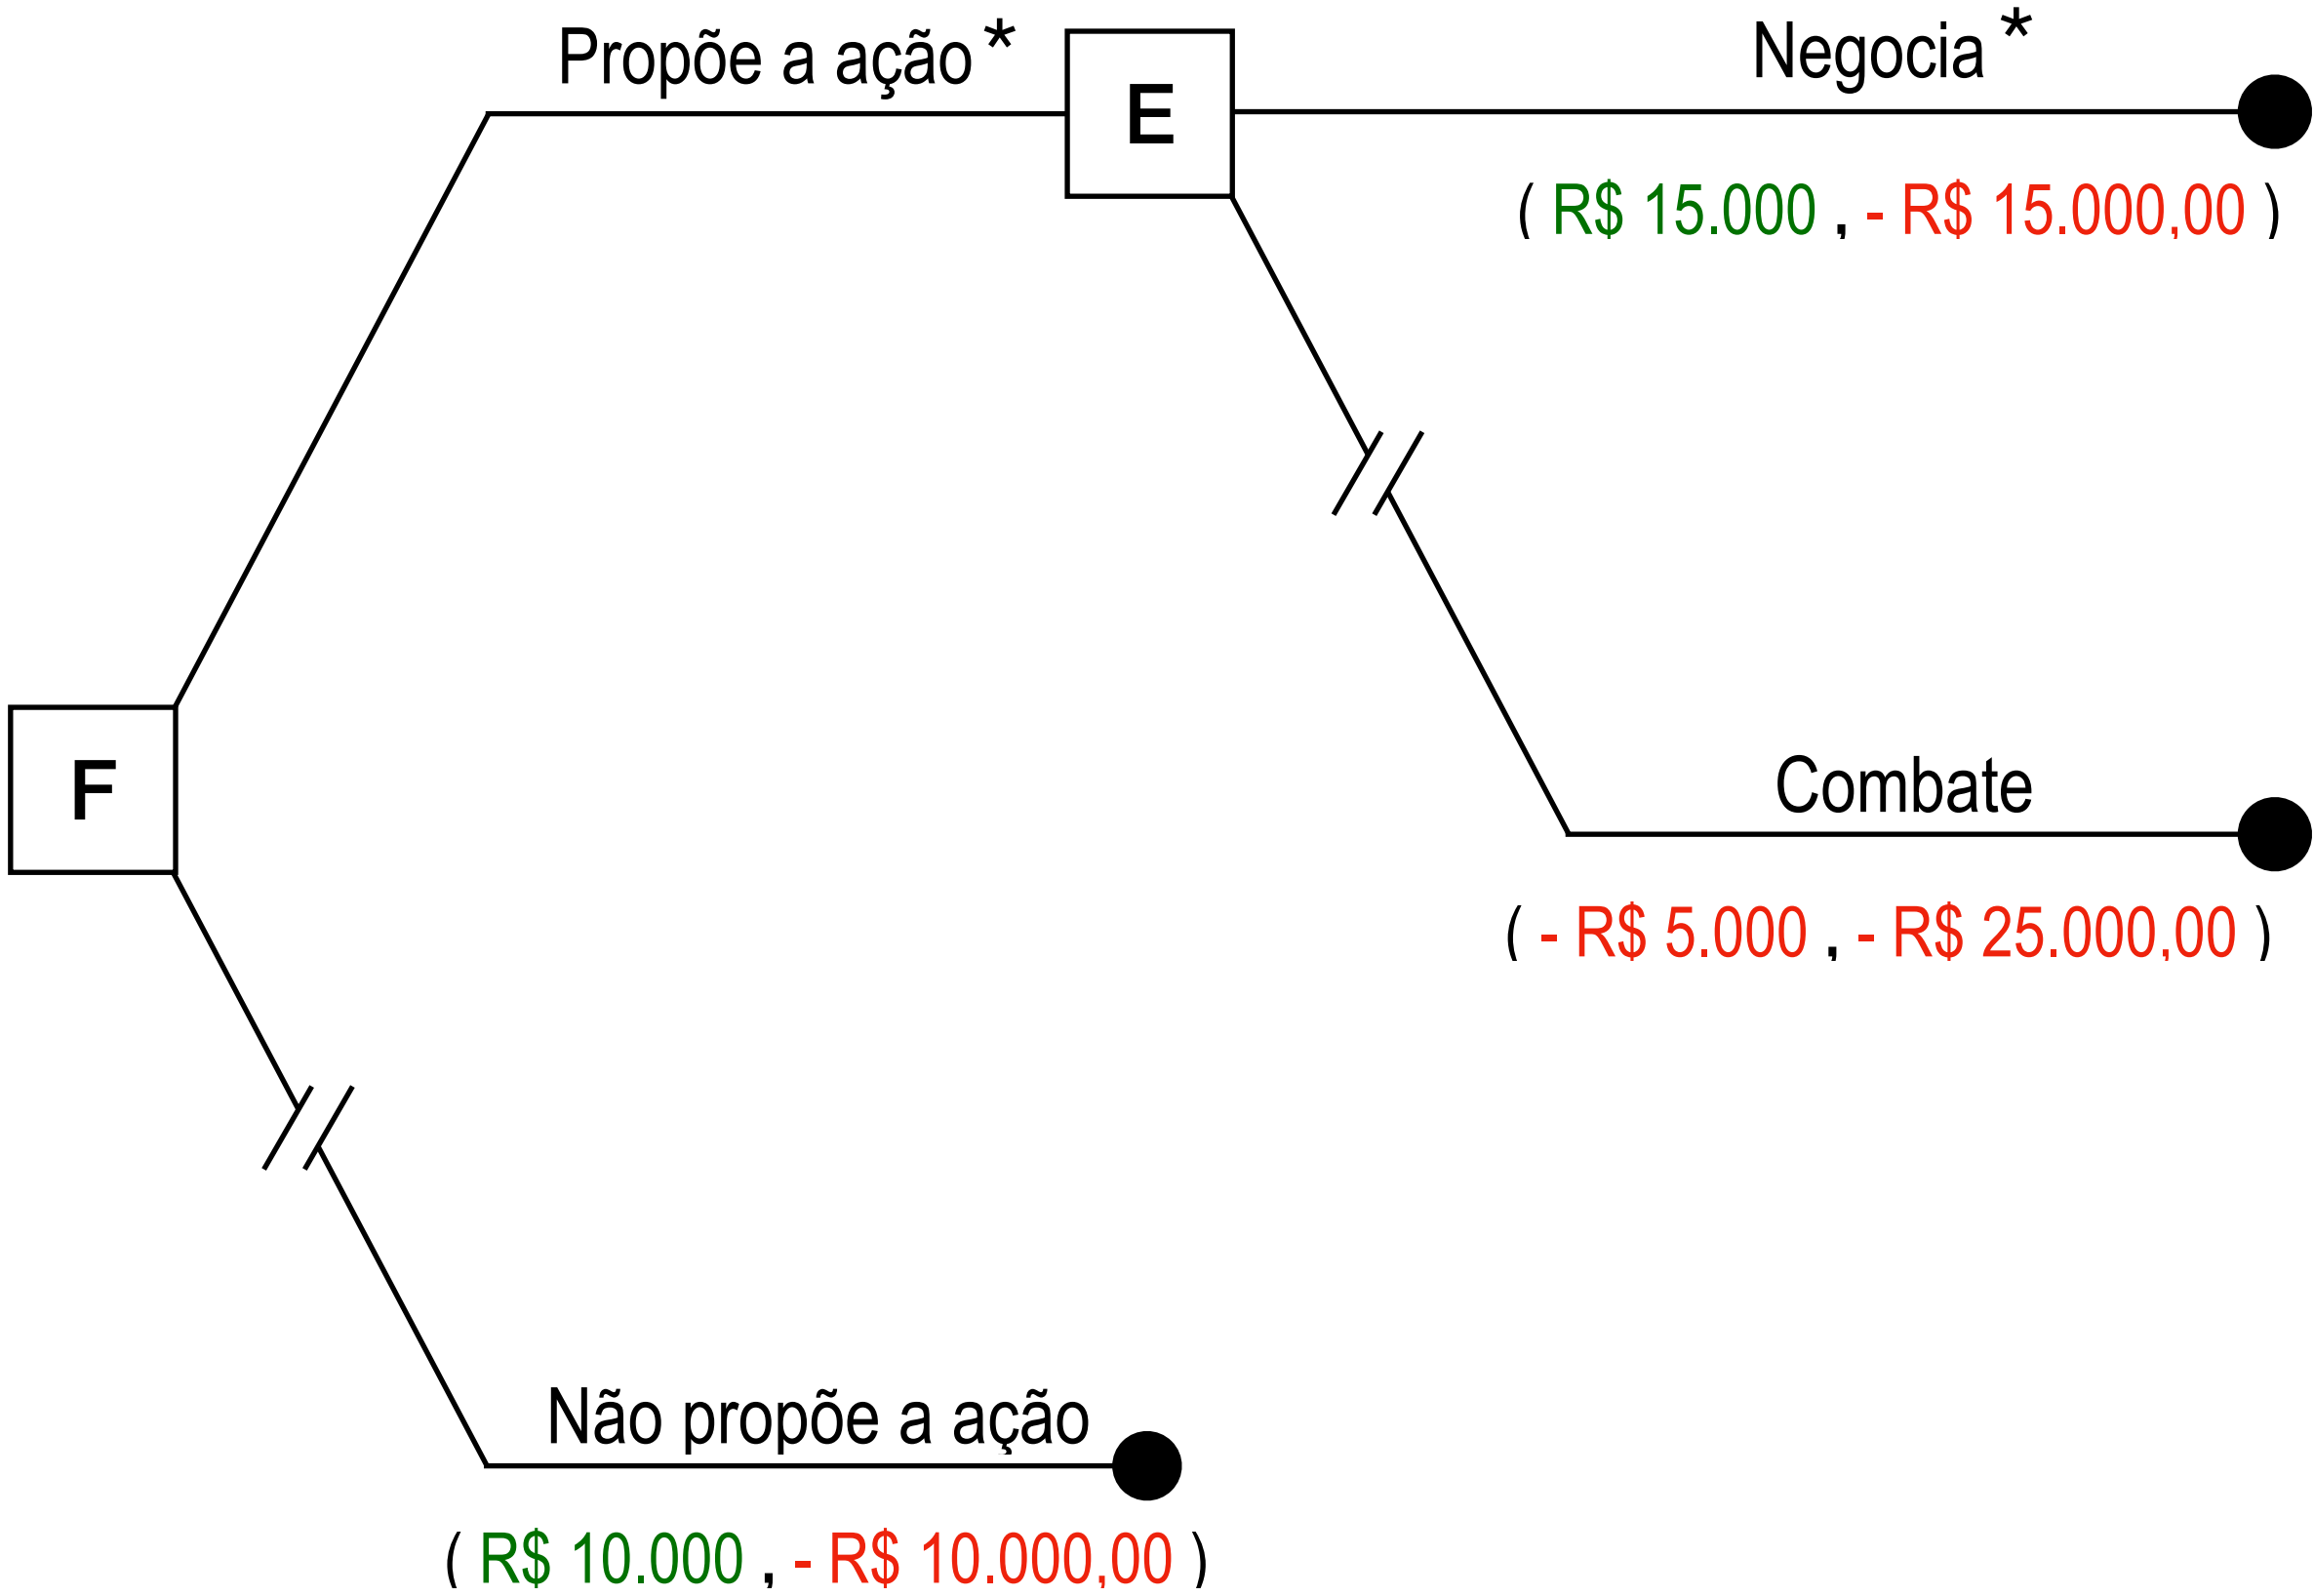 Propõe a ação *
Negocia *
E
( R$ 15.000 , - R$ 15.000,00 )
F
Combate
( - R$ 5.000 , - R$ 25.000,00 )
Não propõe a ação
( R$ 10.000 , - R$ 10.000,00 )